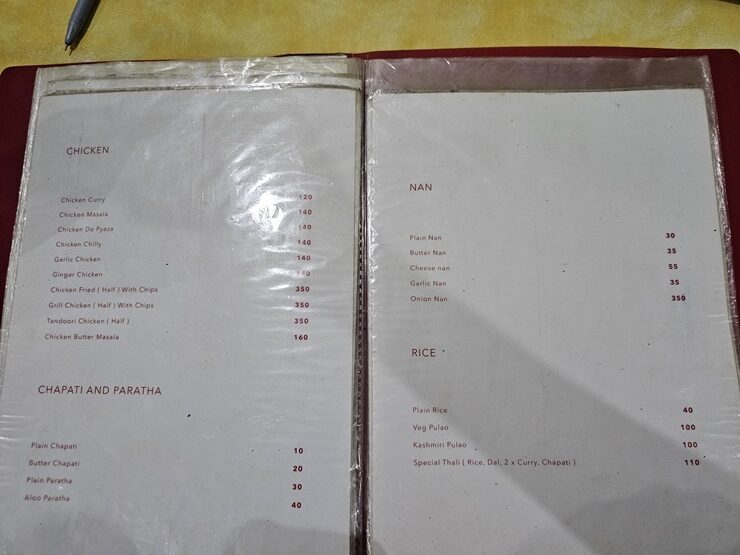 CHICKEN
Chicken Curry 120
Chicken Masala 140
Chicken Do Pyaza 140
Chicken Chilly 140
Garlic Chicken 140
Ginger Chicken 140
Chicken Fried ( Half ) With Chips 350
Grill Chicken ( Half ) With Chips 350
Tandoori Chicken ( Half ) 350
Chicken Butter Masala 160
CHAPATI AND PARATHA
Plain Chapati 10
Butter Chapati 20
Plain Paratha 30
Aloo Paratha 40
NAN
Plain Nan 30
Butter Nan 35
Cheese nan 55
Garlic Nan 35
Onion Nan 350
RICE
Plain Rice 40
Veg Pulao 100
Kashmiri Pulao 100
Special Thali ( Rice, Dal, 2 x Curry, Chapati ) 110